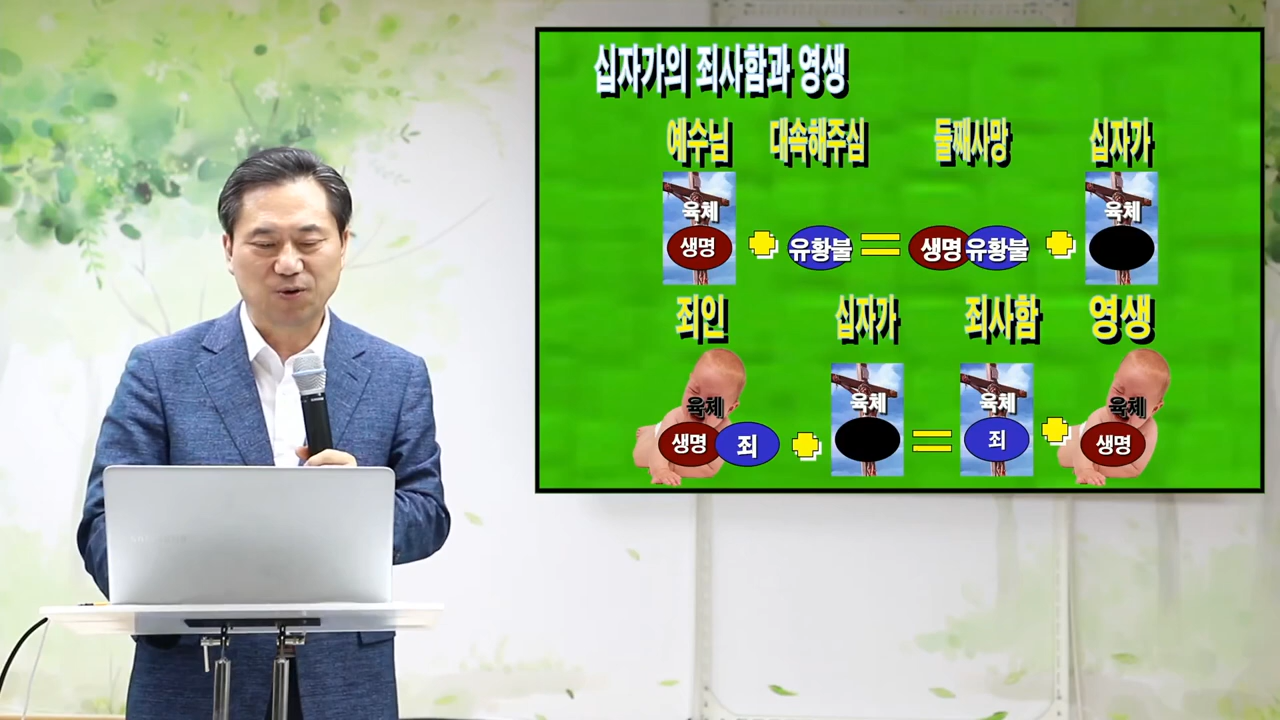 십자가의 죄사함과 영생
예수님 대속해주심 둘째사망 십자가
육체 육체
생명 유황불 생명 유황불
죄인 십자가 죄사함 영생
육체 육체 육체 육체
생명 죄 죄 생명